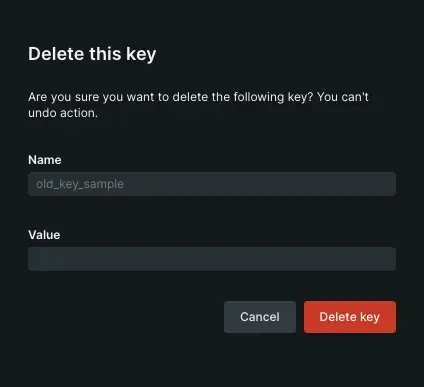 Delete this key
Are you sure you want to delete the following key? You can't
undo action.
Name
old_key_sample
Value
Cancel
Delete key